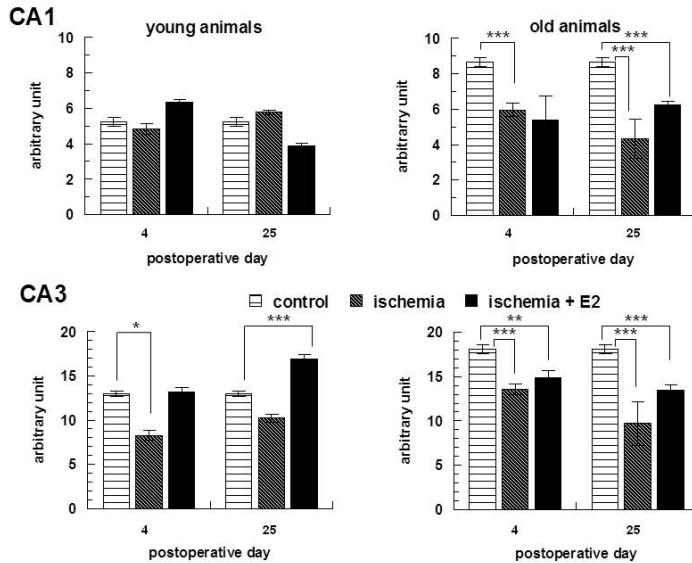 CA1
young animals
old animals
10
8
6
4
2
0
arbitrary unit
4
25
postoperative day
***
***
***
10
8
6
4
2
0
arbitrary unit
4
25
postoperative day
CA3
control
ischemia
ischemia + E2
*
***
20
15
10
5
0
arbitrary unit
4
25
postoperative day
**
***
***
***
20
15
10
5
0
arbitrary unit
4
25
postoperative day